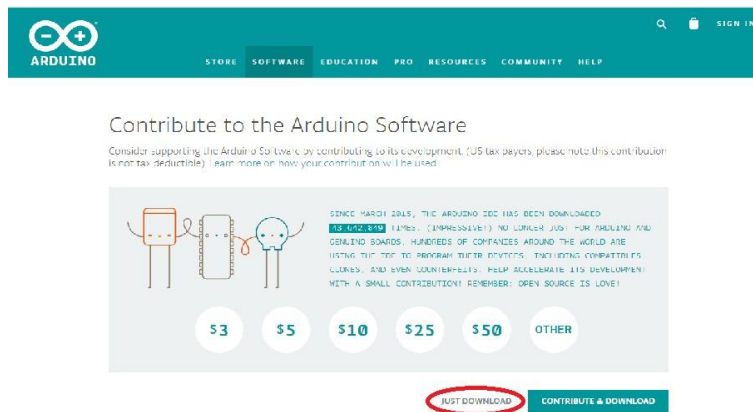 SIGN IN
ARDUINO
STORE SOFTWARE EDUCATION PRO RESOURCES COMMUNITY HELP
Contribute to the Arduino Software
Consider supporting the Arduino Software by contributing to its development. (US tax payers, please note this contribution
is not tax deductible). Learn more on how your contribution will be used.
SINCE MARCH 2015, THE ARDUINO IDE HAS BEEN DOWNLOADED
43,642,849 TIMES. (IMPRESSIVE!) NO LONGER JUST FOR ARDUINO AND
GENUINO BOARDS, HUNDREDS OF COMPANIES AROUND THE WORLD ARE
USING THE IDE TO PROGRAM THEIR DEVICES, INCLUDING COMPATIBLES,
CLONES, AND EVEN COUNTERFEITS. HELP ACCELERATE ITS DEVELOPMENT
WITH A SMALL CONTRIBUTION! REMEMBER: OPEN SOURCE IS LOVE!
$3 $5 $10 $25 $50 OTHER
JUST DOWNLOAD CONTRIBUTE & DOWNLOAD